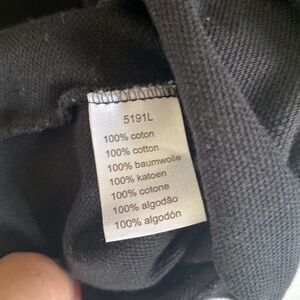 5191L
100% coton
100% cotton
100% baumwolle
100% katoen
100% cotone
100% algodão
100% algodón